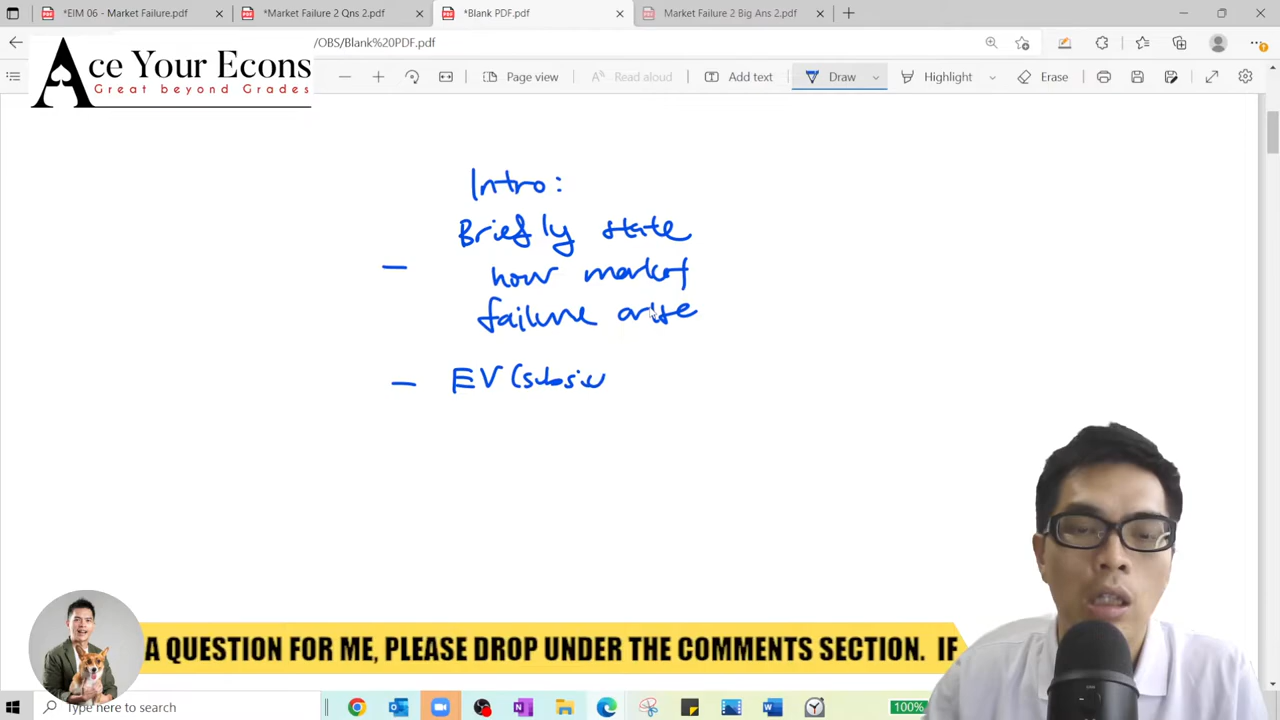 *EIM 06 - Market Failure.pdf
*Market Failure 2 Qns 2.pdf
*Blank PDF.pdf
Market Failure 2 Big Ans 2.pdf
/OBS/Blank%20PDF.pdf
Ace Your Econs
Great beyond Grades
Page view
Read aloud
Add text
Draw
Highlight
Erase
Intro:
Briefly state
– how market
failure arise
– EV (subsi
A QUESTION FOR ME, PLEASE DROP UNDER THE COMMENTS SECTION. IF
Type here to search
100%